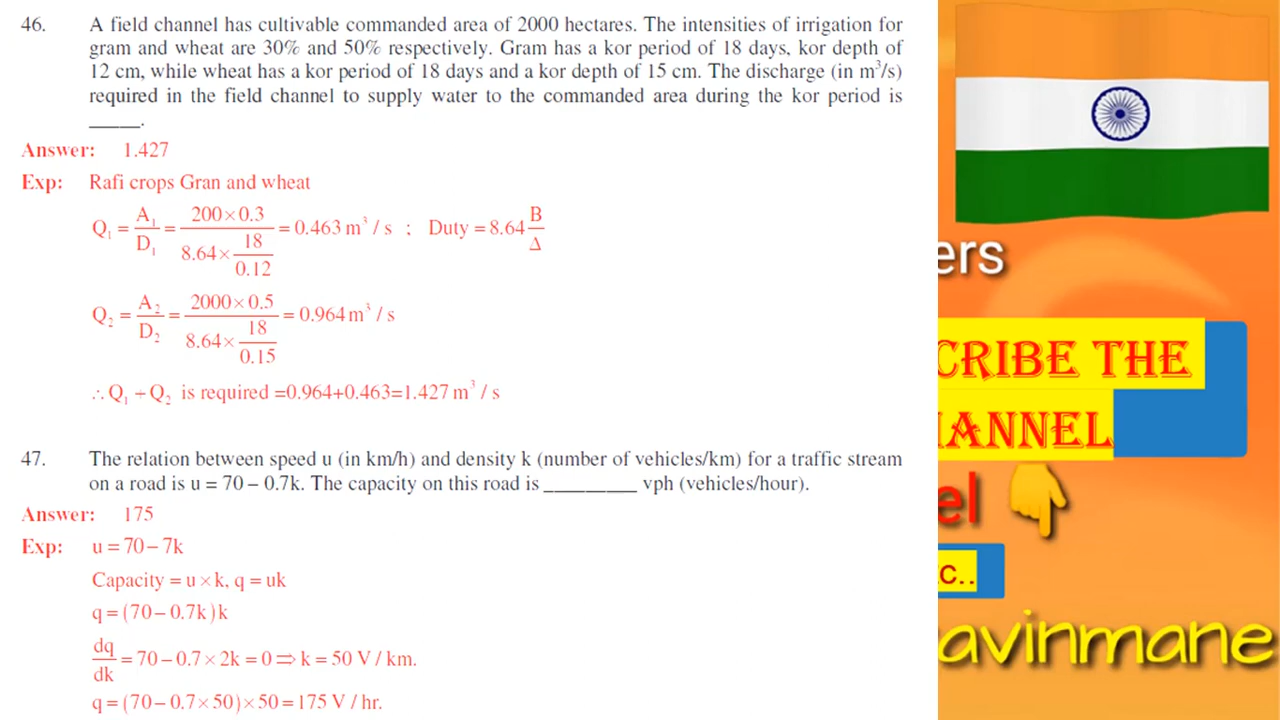 46. A field channel has cultivable commanded area of 2000 hectares. The intensities of irrigation for
gram and wheat are 30% and 50% respectively. Gram has a kor period of 18 days, kor depth of
12 cm, while wheat has a kor period of 18 days and a kor depth of 15 cm. The discharge (in m³/s)
required in the field channel to supply water to the commanded area during the kor period is
_____.
Answer: 1.427
Exp: Rafi crops Gran and wheat
Q₁ = A₁/D₁ = (200×0.3)/(8.64×18/0.12) = 0.463 m³/s ; Duty = 8.64 B/Δ
Q₂ = A₂/D₂ = (2000×0.5)/(8.64×18/0.15) = 0.964 m³/s
∴ Q₁ + Q₂ is required =0.964+0.463=1.427 m³/s
47. The relation between speed u (in km/h) and density k (number of vehicles/km) for a traffic stream
on a road is u = 70 – 0.7k. The capacity on this road is _________ vph (vehicles/hour).
Answer: 175
Exp: u = 70 – 7k
Capacity = u × k, q = uk
q = (70 – 0.7k)k
dq/dk = 70 – 0.7 × 2k = 0 ⇒ k = 50 V / km.
q = (70 – 0.7 × 50) × 50 = 175 V / hr.
ers
CRIBE THE
HANNEL
el
c..
avinmane